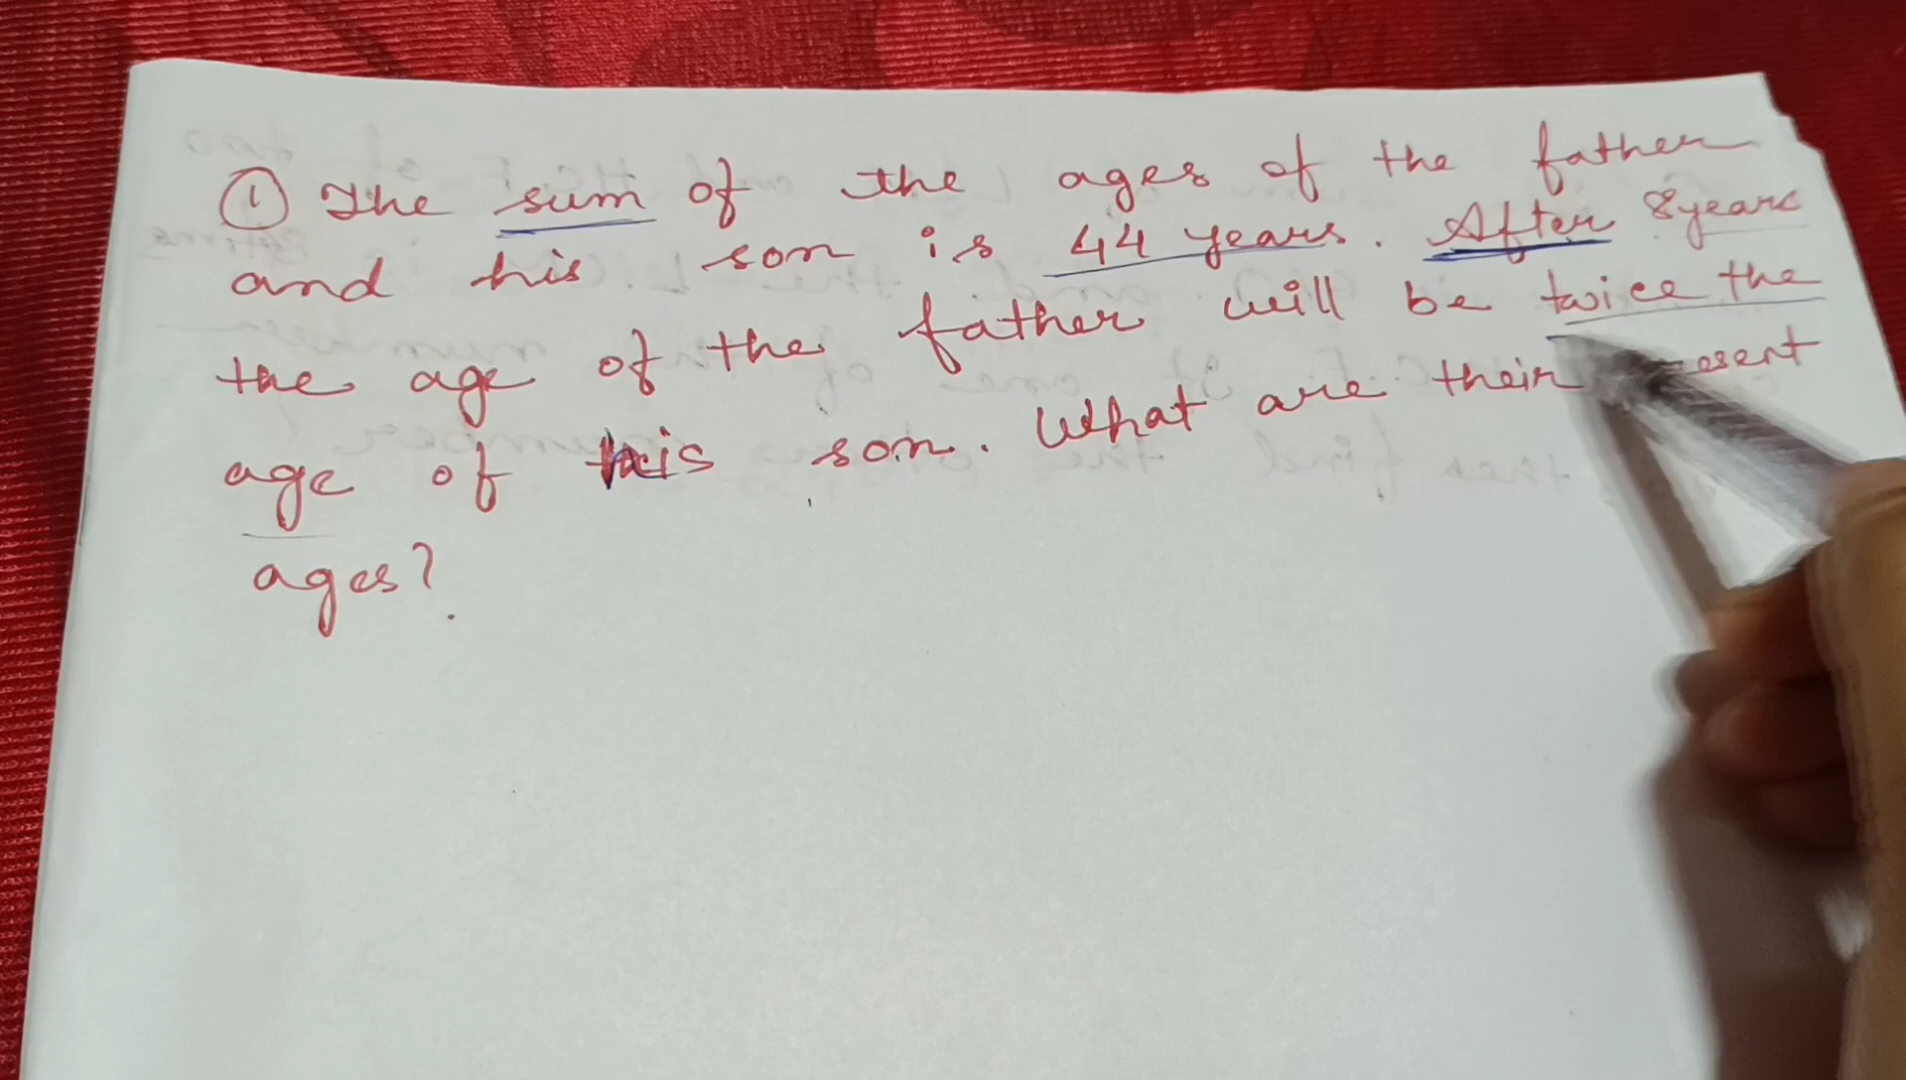 ① The sum of the ages of the father
and his son is 44 years. After 8 years
the age of the father will be twice the
age of his son. What are their
ages?